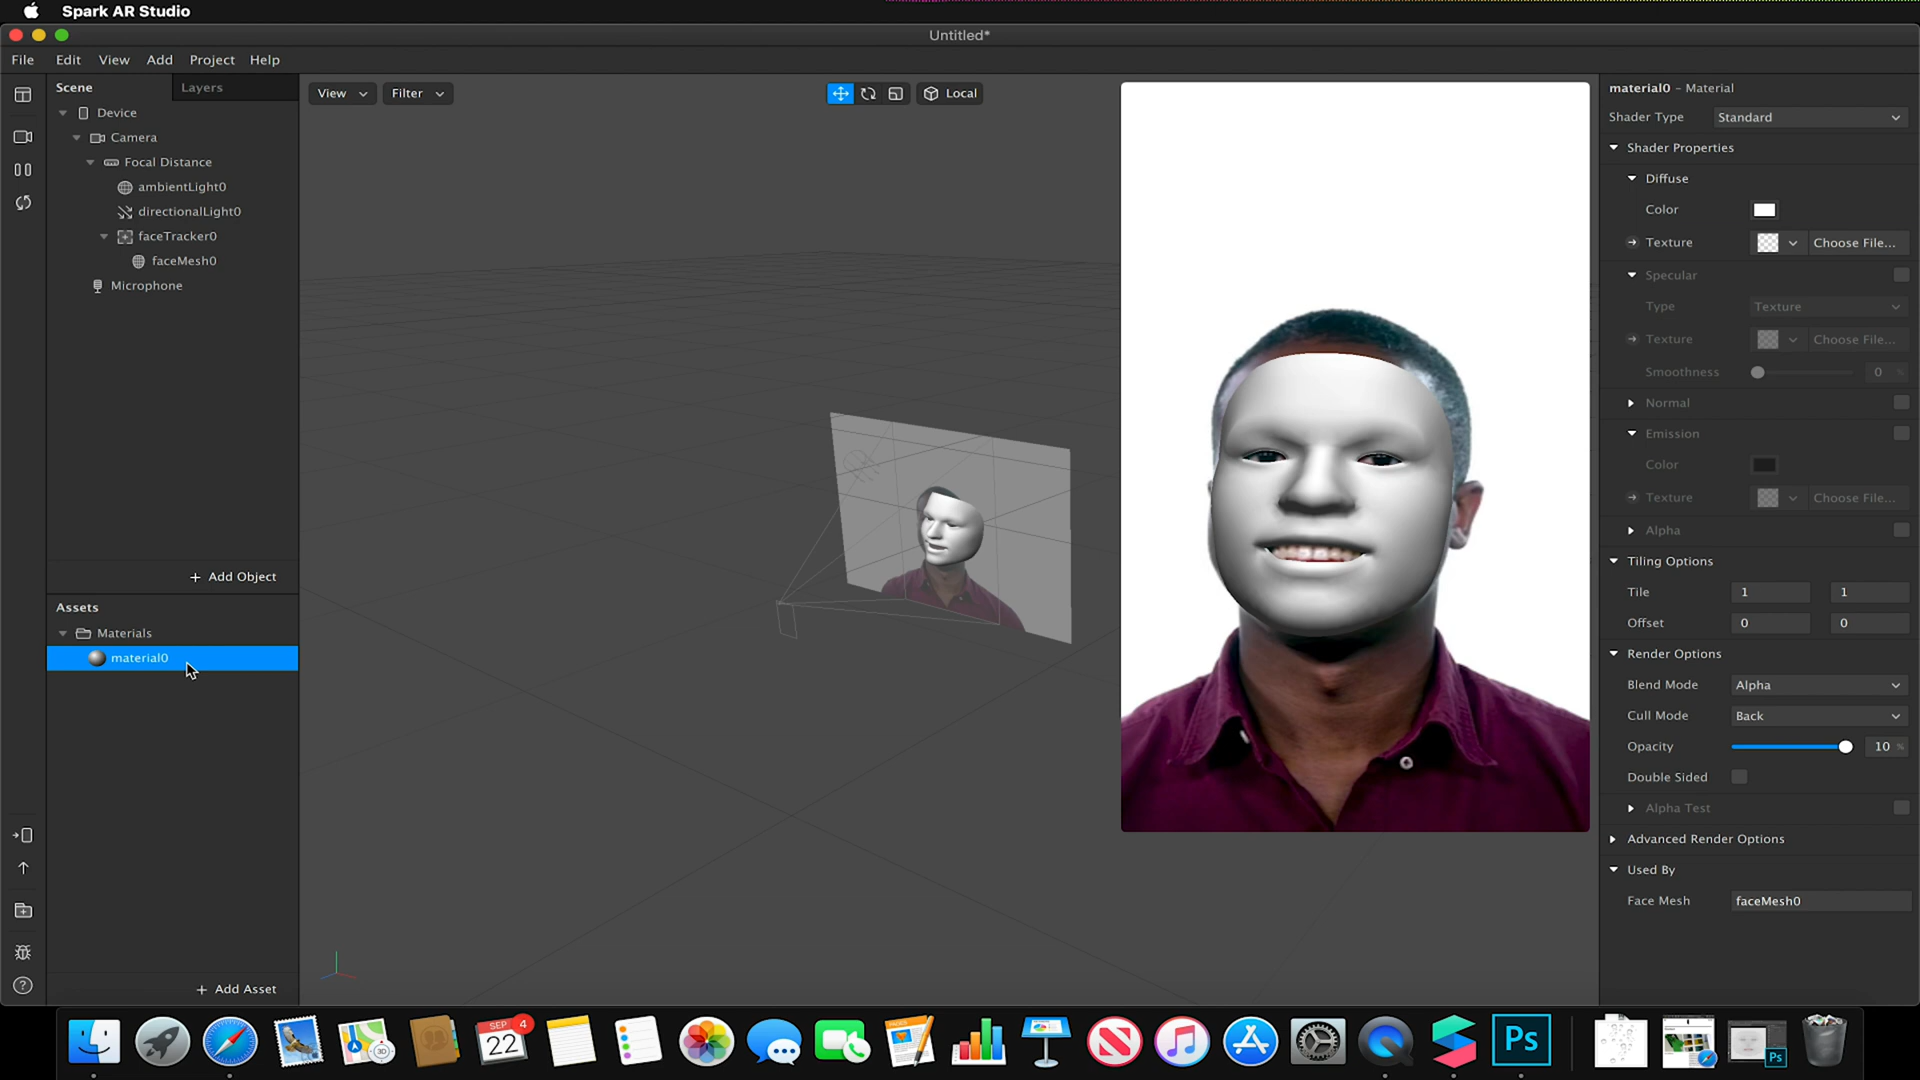 Spark AR Studio
Untitled*
File Edit View Add Project Help
Scene Layers
Device
Camera
Focal Distance
ambientLight0
directionalLight0
faceTracker0
faceMesh0
Microphone
+ Add Object
Assets
Materials
material0
+ Add Asset
View Filter Local
material0 – Material
Shader Type Standard
Shader Properties
Diffuse
Color
Texture Choose File...
Specular
Type Texture
Texture Choose File...
Smoothness 0 %
Normal
Emission
Color
Texture Choose File...
Alpha
Tiling Options
Tile 1 1
Offset 0 0
Render Options
Blend Mode Alpha
Cull Mode Back
Opacity 10 %
Double Sided
Alpha Test
Advanced Render Options
Used By
Face Mesh faceMesh0
SEP 4
22
3D
PAGES
Ps
Ps